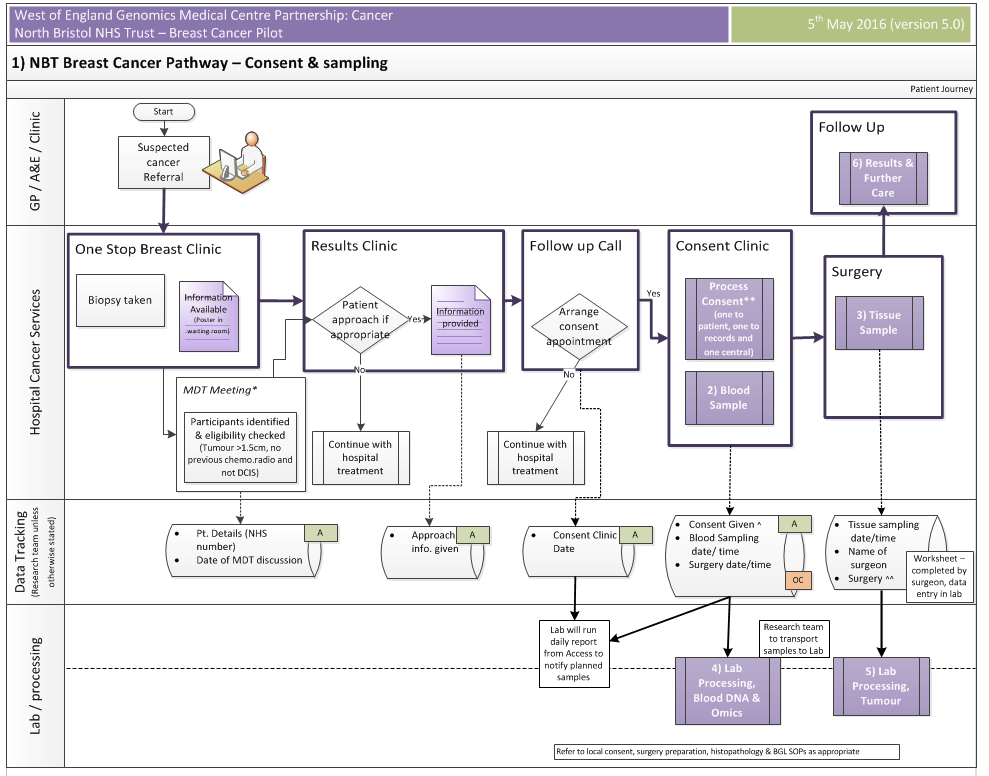 West of England Genomics Medical Centre Partnership: Cancer
North Bristol NHS Trust – Breast Cancer Pilot
5th May 2016 (version 5.0)
1) NBT Breast Cancer Pathway – Consent & sampling
Patient Journey
GP / A&E / Clinic
Start
Suspected
cancer
Referral
Follow Up
6) Results &
Further
Care
Hospital Cancer Services
One Stop Breast Clinic
Biopsy taken
Information
Available
(Poster in
waiting room)
Results Clinic
Patient
approach if
appropriate
Yes
Information
provided
No
Continue with
hospital
treatment
MDT Meeting*
Participants identified
& eligibility checked
(Tumour >1.5cm, no
previous chemo.radio and
not DCIS)
Follow up Call
Arrange
consent
appointment
Yes
No
Continue with
hospital
treatment
Consent Clinic
Process
Consent**
(one to
patient, one to
records and
one central)
2) Blood
Sample
Surgery
3) Tissue
Sample
Data Tracking
(Research team unless
otherwise stated)
• Pt. Details (NHS
number)
• Date of MDT discussion
A
• Approach
info. given
A
• Consent Clinic
Date
A
• Consent Given ^
• Blood Sampling
date/ time
• Surgery date/time
A
OC
• Tissue sampling
date/time
• Name of
surgeon
• Surgery ^^
Worksheet –
completed by
surgeon, data
entry in lab
Lab / processing
Lab will run
daily report
from Access to
notify planned
samples
Research team
to transport
samples to Lab
4) Lab
Processing,
Blood DNA &
Omics
5) Lab
Processing,
Tumour
Refer to local consent, surgery preparation, histopathology & BGL SOPs as appropriate